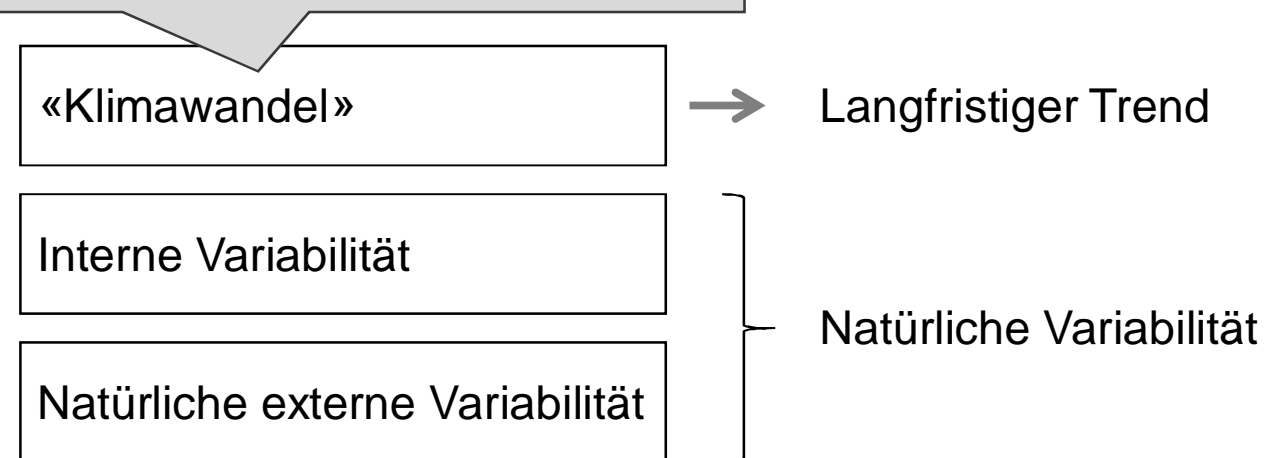 «Klimawandel»
Langfristiger Trend
Interne Variabilität
Natürliche Variabilität
Natürliche externe Variabilität